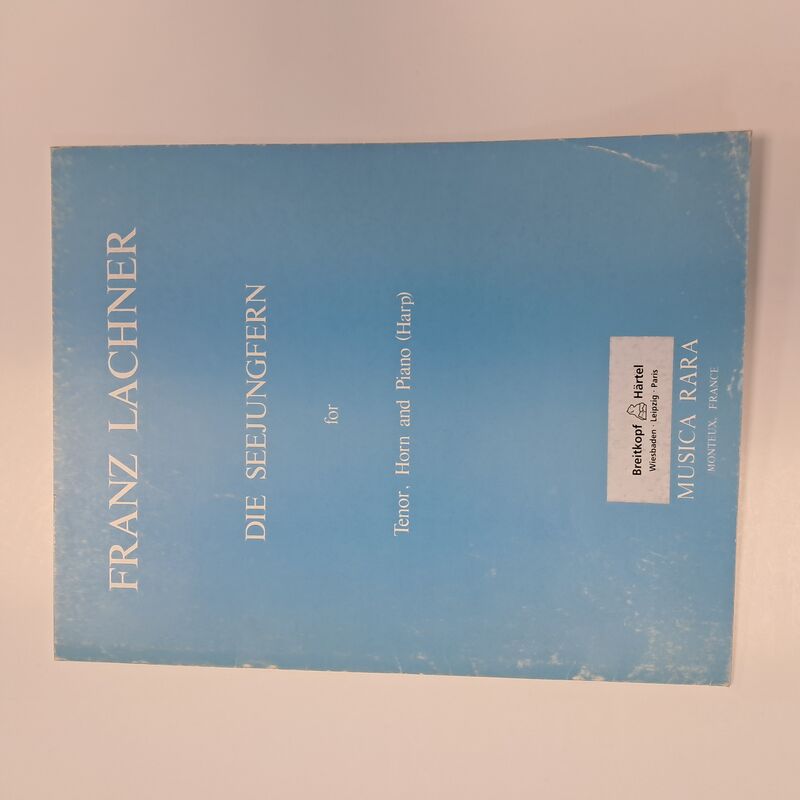 FRANZ LACHNER
DIE SEEJUNGFERN
for
Tenor, Horn and Piano (Harp)
Breitkopf Härtel
Wiesbaden · Leipzig · Paris
MUSICA RARA
MONTEUX, FRANCE